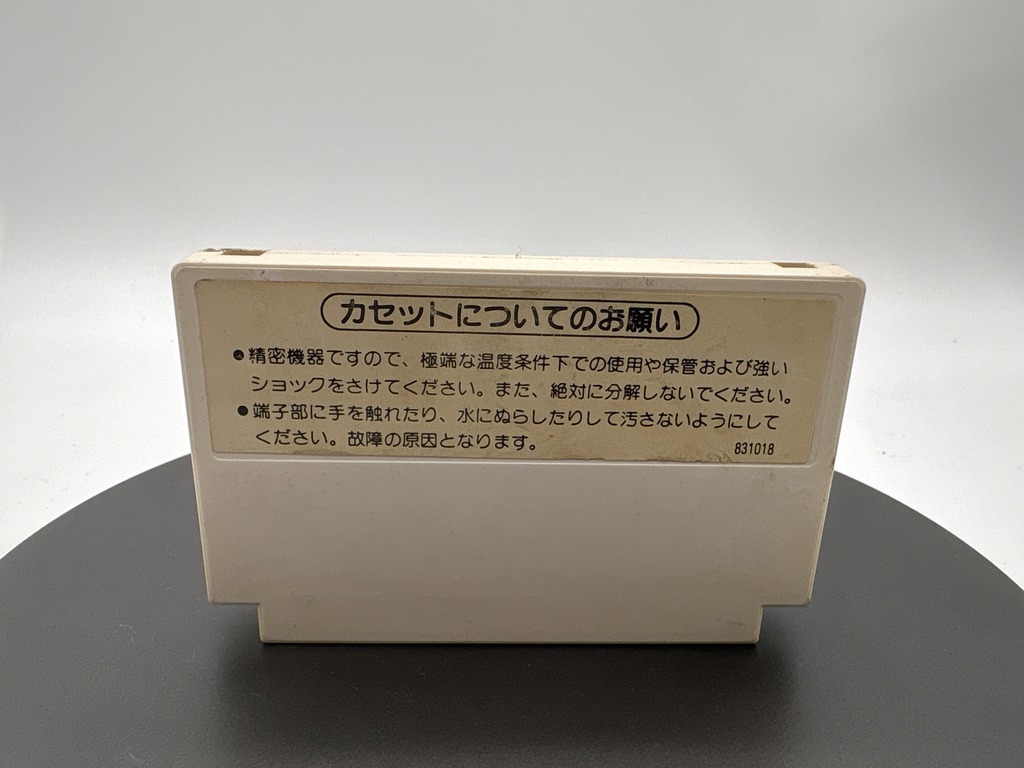 カセットについてのお願い
●精密機器ですので、極端な温度条件下での使用や保管および強い
ショックをさけてください。また、絶対に分解しないでください。
●端子部に手を触れたり、水にぬらしたりして汚さないようにして
ください。故障の原因となります。
831018